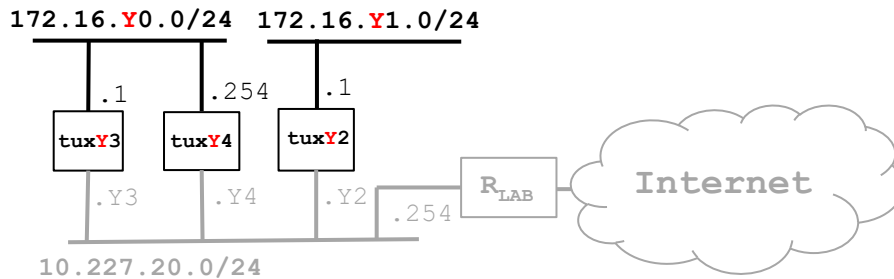 172.16.Y0.0/24
172.16.Y1.0/24
.1
.254
.1
tuxY3
tuxY4
tuxY2
.Y3
.Y4
.Y2
.254
RLAB
Internet
10.227.20.0/24